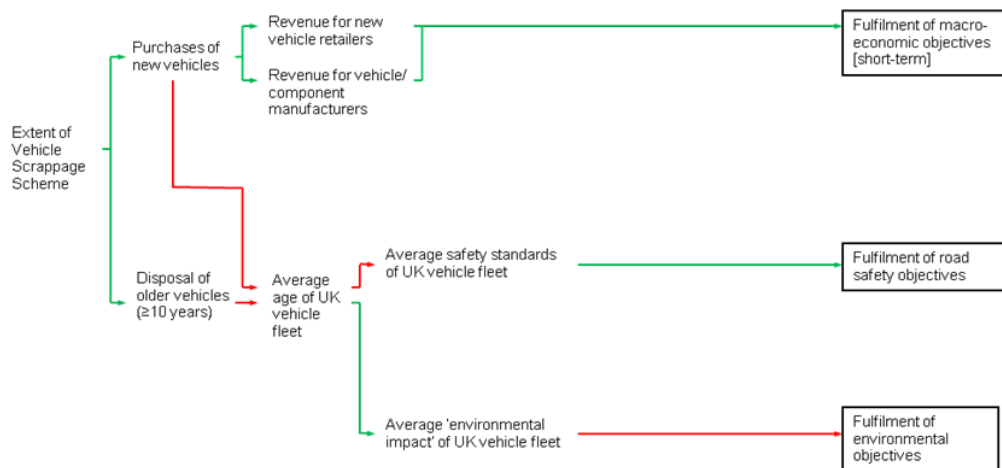 Revenue for new
vehicle retailers
Fulfilment of macro-
economic objectives
[short-term]
Purchases of
new vehicles
Revenue for vehicle/
component
manufacturers
Extent of
Vehicle
Scrappage
Scheme
Average safety standards
of UK vehicle fleet
Fulfilment of road
safety objectives
Disposal of
older vehicles
(≥10 years)
Average
age of UK
vehicle
fleet
Average 'environmental
impact' of UK vehicle fleet
Fulfilment of
environmental
objectives